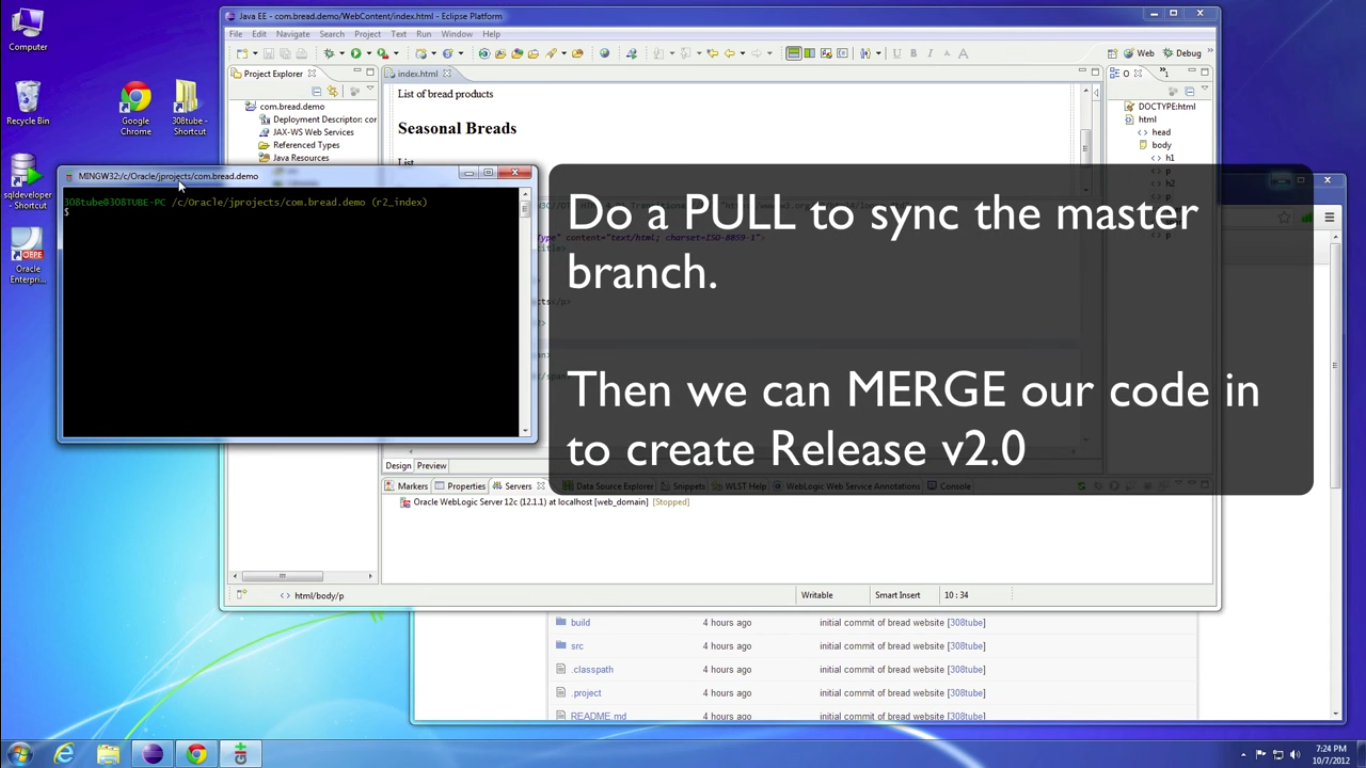 Java EE - com.bread.demo/WebContent/index.html - Eclipse Platform
File Edit Navigate Search Project Text Run Window Help
Web Debug
Project Explorer
index.html
com.bread.demo
Deployment Descriptor: cor
JAX-WS Web Services
Referenced Types
Java Resources
List of bread products
Seasonal Breads
List
DOCTYPE:html
html
head
body
h1
p
h2
Computer
Recycle Bin
Google
Chrome
308tube -
Shortcut
sqldeveloper
- Shortcut
Oracle
Enterpri...
MINGW32:/c/Oracle/jprojects/com.bread.demo
308tube@308TUBE-PC /c/Oracle/jprojects/com.bread.demo (r2_index)
$
Do a PULL to sync the master
branch.
Then we can MERGE our code in
to create Release v2.0
Design Preview
Markers Properties Servers Data Source Explorer Snippets WLST Help WebLogic Web Service Annotations Console
Oracle WebLogic Server 12c (12.1.1) at localhost [web_domain] [Stopped]
html/body/p
Writable Smart Insert 10 : 34
build 4 hours ago initial commit of bread website [308tube]
src 4 hours ago initial commit of bread website [308tube]
.classpath 4 hours ago initial commit of bread website [308tube]
.project 4 hours ago initial commit of bread website [308tube]
README.md 4 hours ago initial commit of bread website [308tube]
7:24 PM
10/7/2012